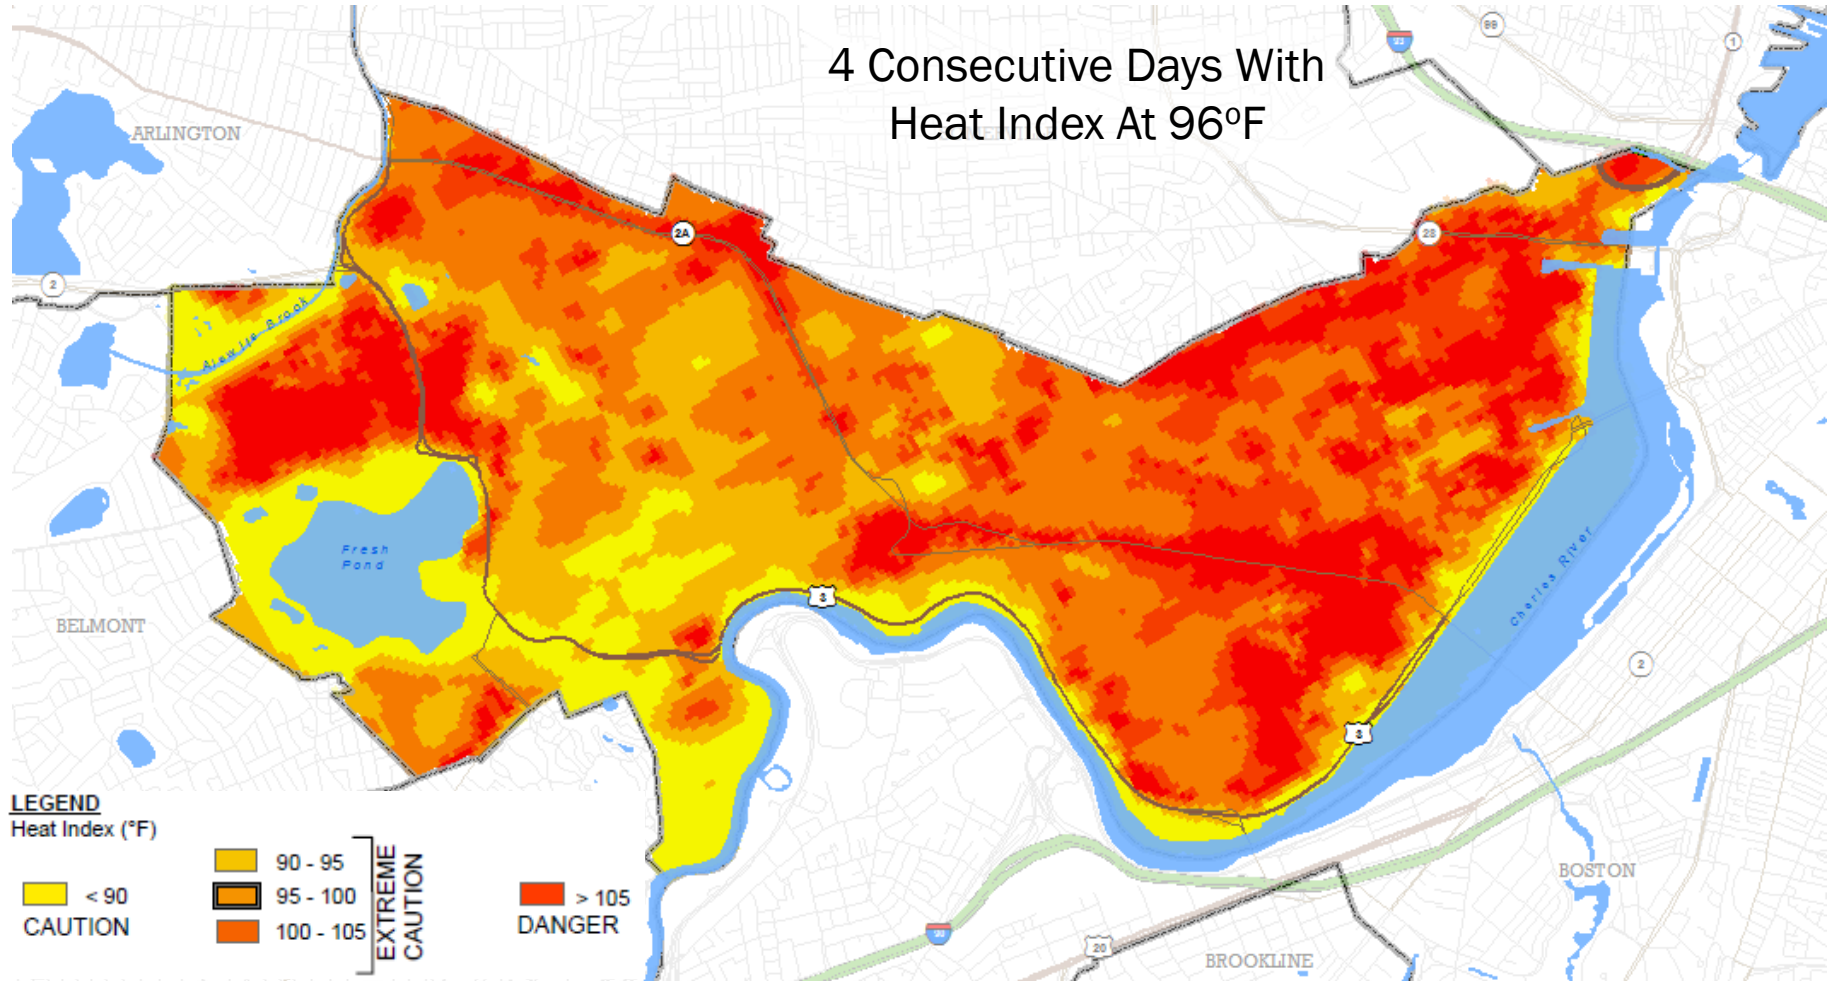 4 Consecutive Days With
Heat Index At 96ºF
99
93
1
ARLINGTON
2A
28
2
Alewife Brook
Fresh
Pond
3
Charles River
BELMONT
2
3
LEGEND
Heat Index (°F)
< 90
CAUTION
90 - 95
95 - 100
100 - 105
EXTREME
CAUTION
> 105
DANGER
BOSTON
90
20
BROOKLINE